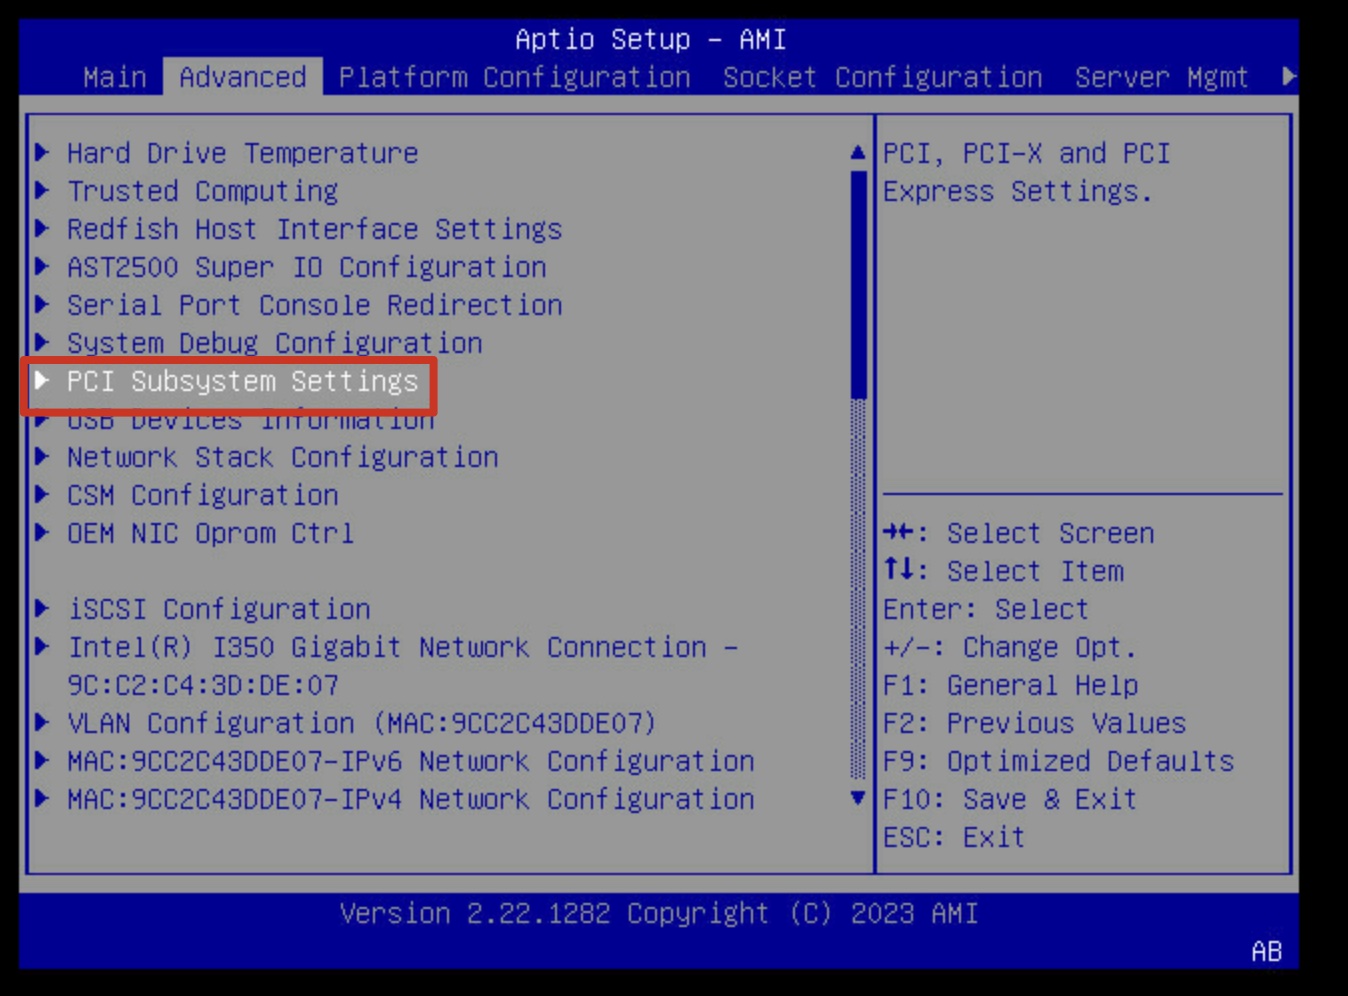 Aptio Setup – AMI
Main Advanced Platform Configuration Socket Configuration Server Mgmt ▶
▶ Hard Drive Temperature
▶ Trusted Computing
▶ Redfish Host Interface Settings
▶ AST2500 Super IO Configuration
▶ Serial Port Console Redirection
▶ System Debug Configuration
▶ PCI Subsystem Settings
▶ USB Devices Information
▶ Network Stack Configuration
▶ CSM Configuration
▶ OEM NIC Oprom Ctrl
▶ iSCSI Configuration
▶ Intel(R) I350 Gigabit Network Connection –
9C:C2:C4:3D:DE:07
▶ VLAN Configuration (MAC:9CC2C43DDE07)
▶ MAC:9CC2C43DDE07–IPv6 Network Configuration
▶ MAC:9CC2C43DDE07–IPv4 Network Configuration
PCI, PCI–X and PCI
Express Settings.
→←: Select Screen
↑↓: Select Item
Enter: Select
+/–: Change Opt.
F1: General Help
F2: Previous Values
F9: Optimized Defaults
F10: Save & Exit
ESC: Exit
Version 2.22.1282 Copyright (C) 2023 AMI
AB